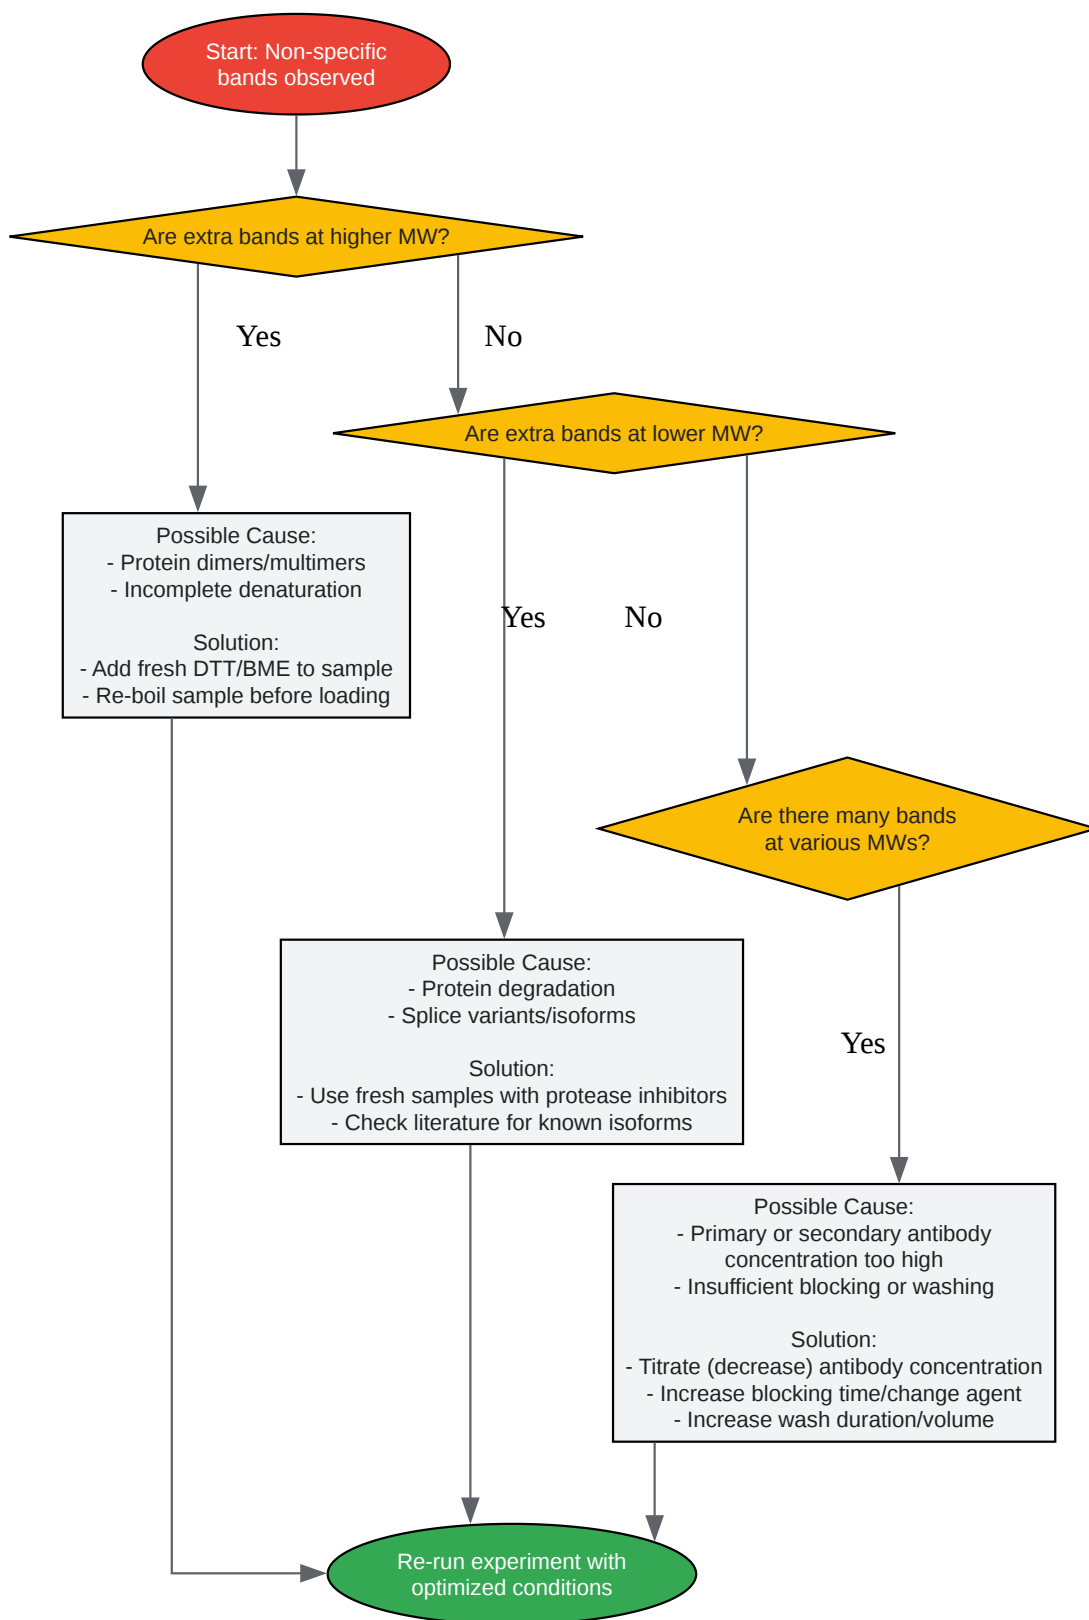 Start: Non-specific
bands observed
Are extra bands at higher MW?
Yes
No
Are extra bands at lower MW?
Possible Cause:
- Protein dimers/multimers
- Incomplete denaturation
Solution:
- Add fresh DTT/BME to sample
- Re-boil sample before loading
Yes
No
Are there many bands
at various MWs?
Possible Cause:
- Protein degradation
- Splice variants/isoforms
Solution:
- Use fresh samples with protease inhibitors
- Check literature for known isoforms
Yes
Possible Cause:
- Primary or secondary antibody
concentration too high
- Insufficient blocking or washing
Solution:
- Titrate (decrease) antibody concentration
- Increase blocking time/change agent
- Increase wash duration/volume
Re-run experiment with
optimized conditions